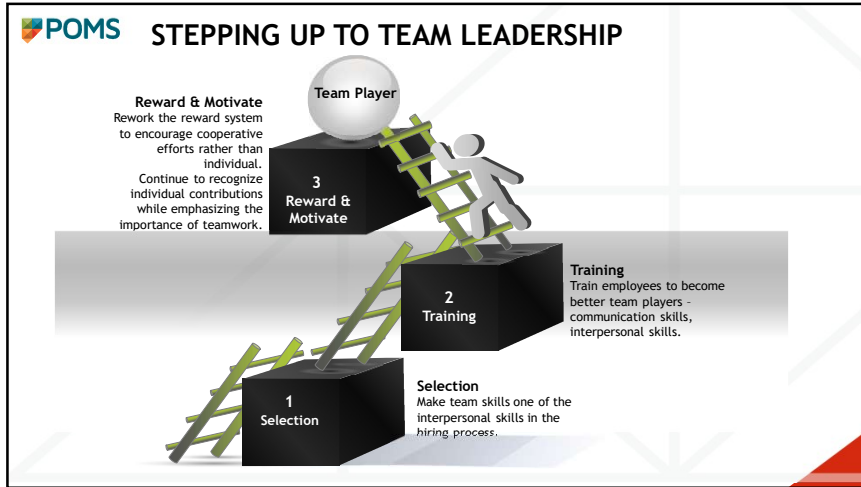 POMS
STEPPING UP TO TEAM LEADERSHIP
Team Player
Reward & Motivate
Rework the reward system
to encourage cooperative
efforts rather than
individual.
Continue to recognize
individual contributions
while emphasizing the
importance of teamwork.
3
Reward &
Motivate
2
Training
Training
Train employees to become
better team players -
communication skills,
interpersonal skills.
1
Selection
Selection
Make team skills one of the
interpersonal skills in the
hiring process.